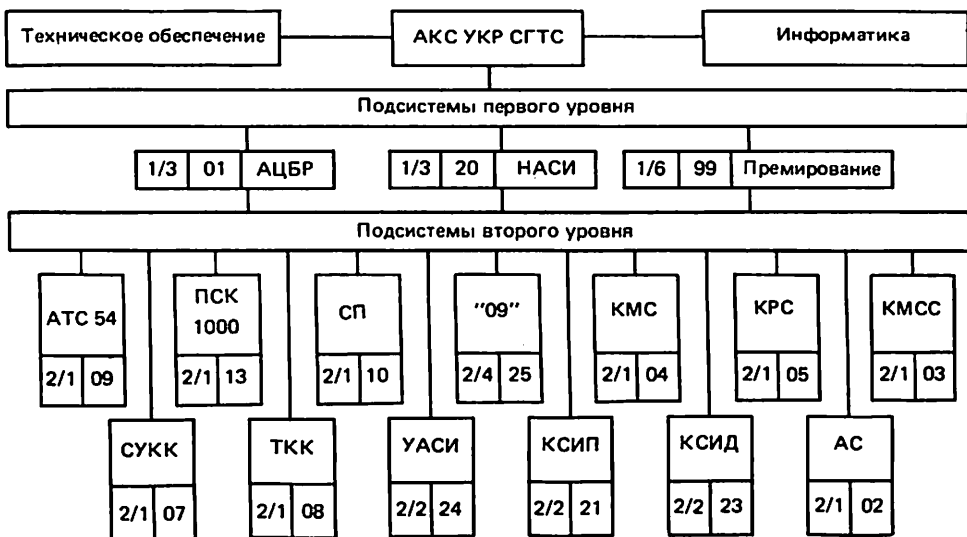 Техническое обеспечение АКС УКР СГТС Информатика
Подсистемы первого уровня
1/3 01 АЦБР 1/3 20 НАСИ 1/6 99 Премирование
Подсистемы второго уровня
АТС 54 ПСК 1000 СП "09" КМС КРС КМСС
2/1 09 2/1 13 2/1 10 2/4 25 2/1 04 2/1 05 2/1 03
СУКК ТКК УАСИ КСИП КСИД АС
2/1 07 2/1 08 2/2 24 2/2 21 2/2 23 2/1 02